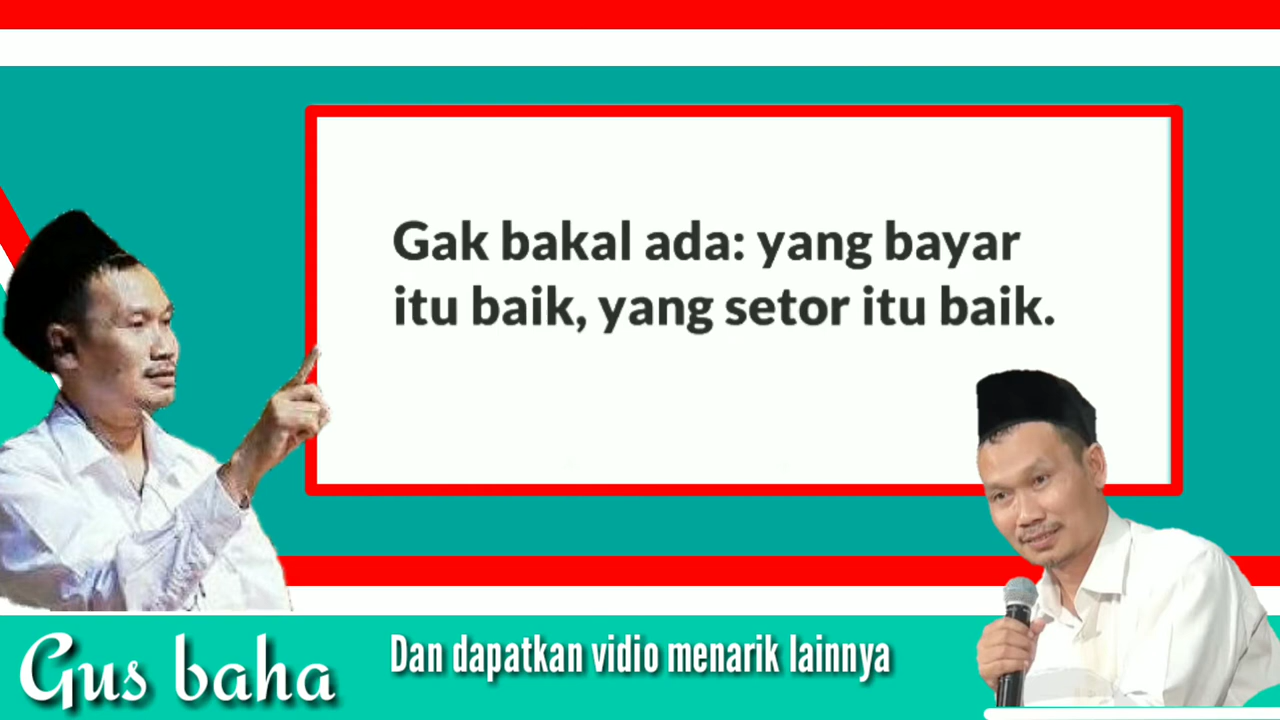 Gak bakal ada: yang bayar
itu baik, yang setor itu baik.
Gus baha
Dan dapatkan vidio menarik lainnya